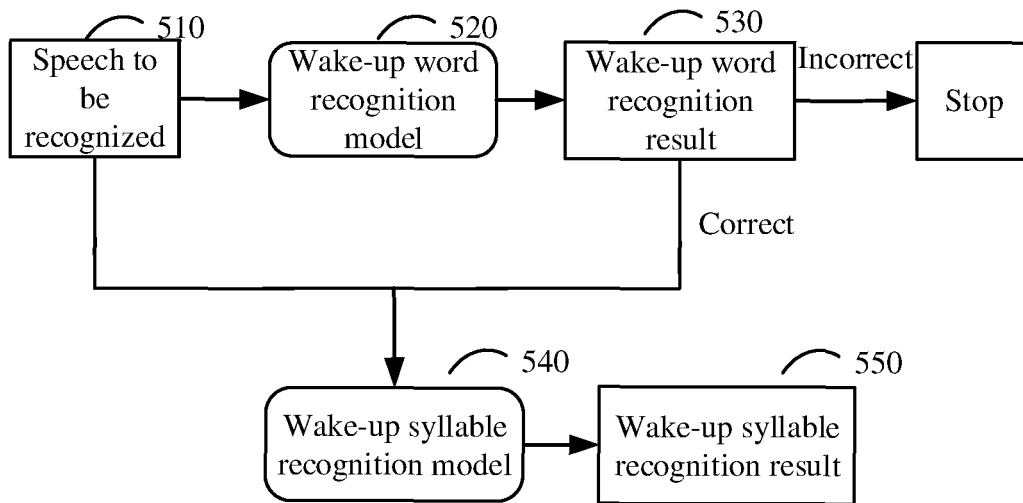 510
520
530
Speech to
be
recognized
Wake-up word
recognition
model
Wake-up word
recognition
result
Incorrect
Stop
Correct
540
550
Wake-up syllable
recognition model
Wake-up syllable
recognition result